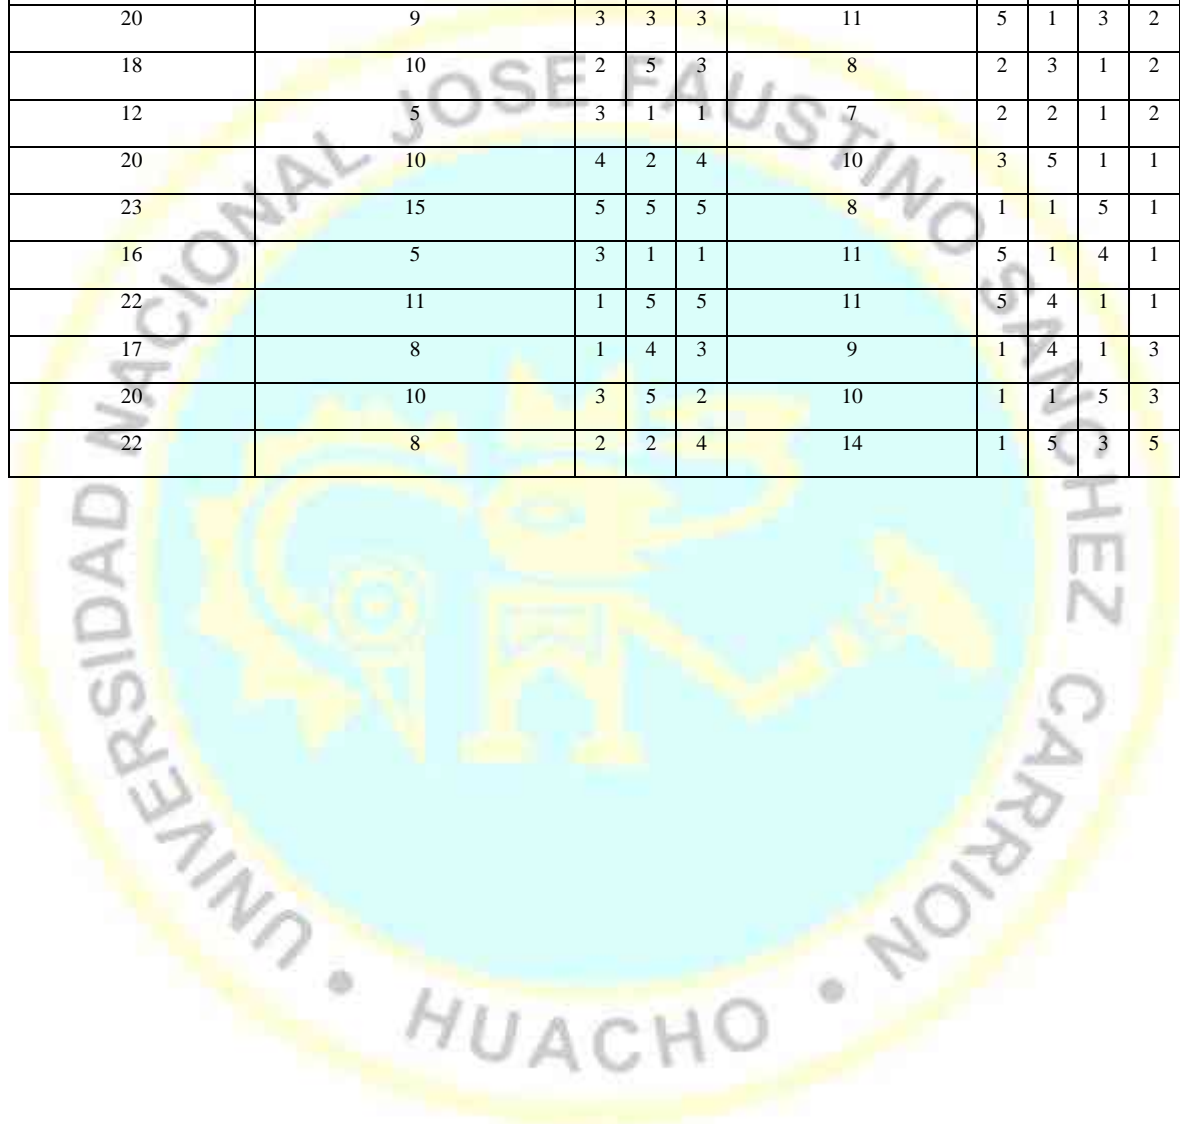 20 9 3 3 3 11 5 1 3 2
18 10 2 5 3 8 2 3 1 2
12 5 3 1 1 7 2 2 1 2
20 10 4 2 4 10 3 5 1 1
23 15 5 5 5 8 1 1 5 1
16 5 3 1 1 11 5 1 4 1
22 11 1 5 5 11 5 4 1 1
17 8 1 4 3 9 1 4 1 3
20 10 3 5 2 10 1 1 5 3
22 8 2 2 4 14 1 5 3 5
UNIVERSIDAD NACIONAL JOSE FAUSTINO SANCHEZ CARRION
• HUACHO •